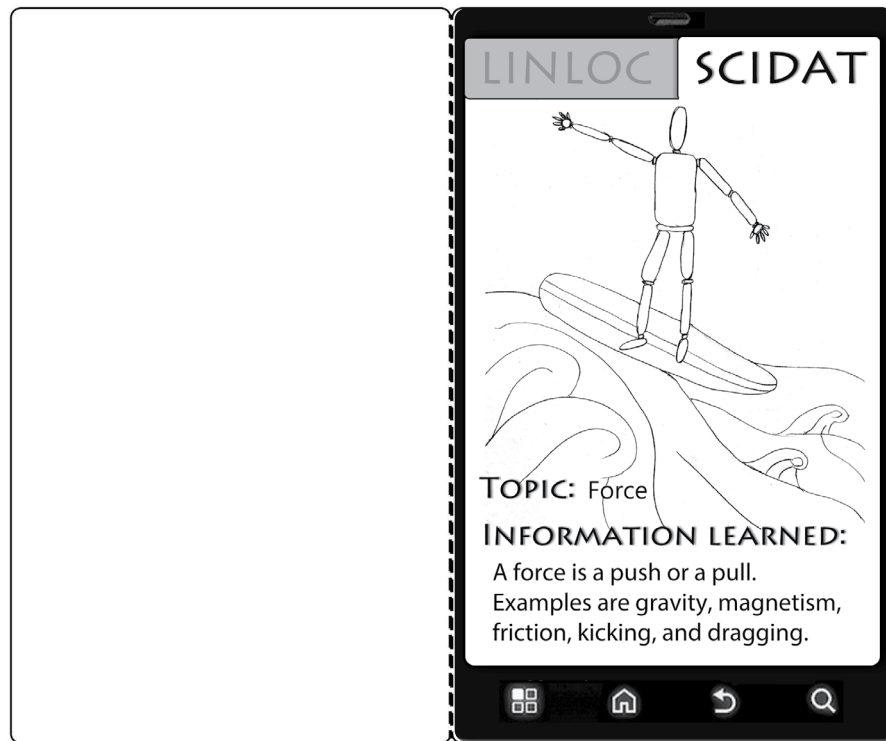 LINLOC SCIDAT
TOPIC: Force
INFORMATION LEARNED:
A force is a push or a pull.
Examples are gravity, magnetism,
friction, kicking, and dragging.